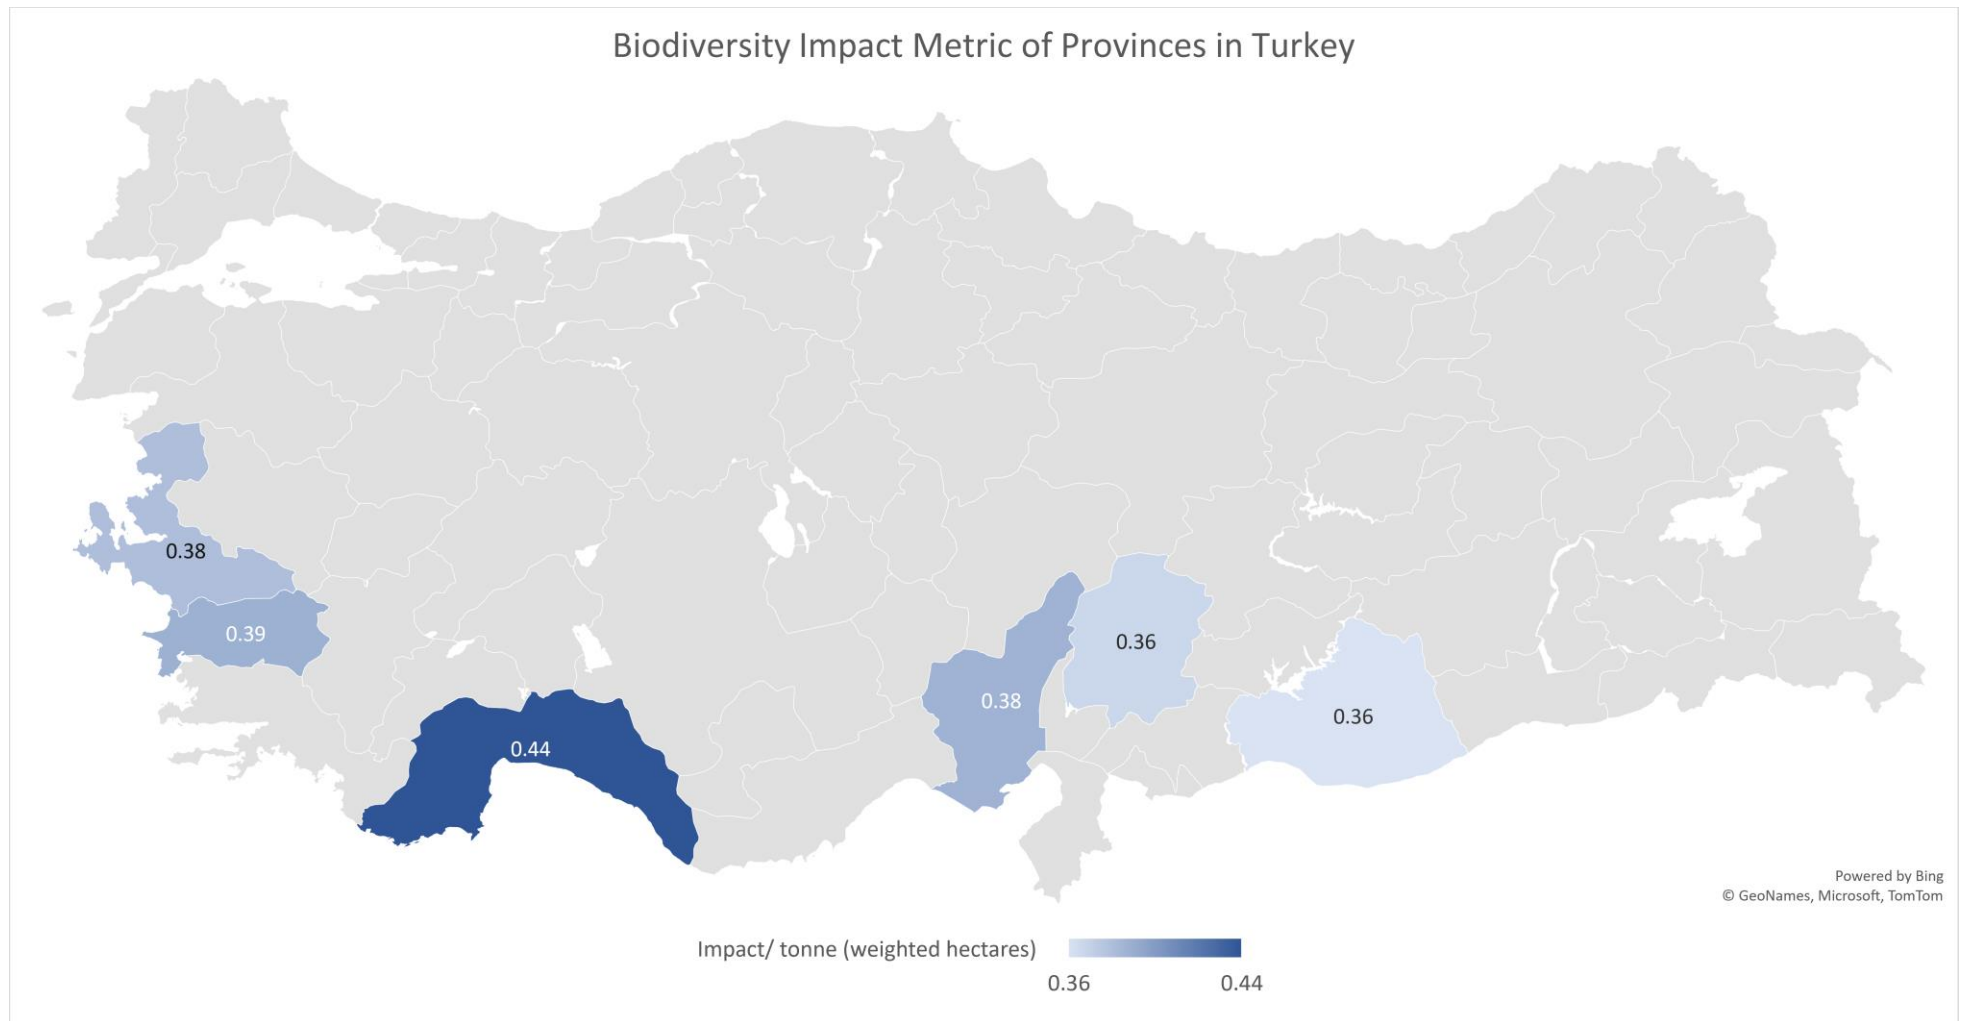 Biodiversity Impact Metric of Provinces in Turkey
0.38
0.39
0.44
0.38
0.36
0.36
Powered by Bing
© GeoNames, Microsoft, TomTom
Impact/ tonne (weighted hectares)
0.36
0.44